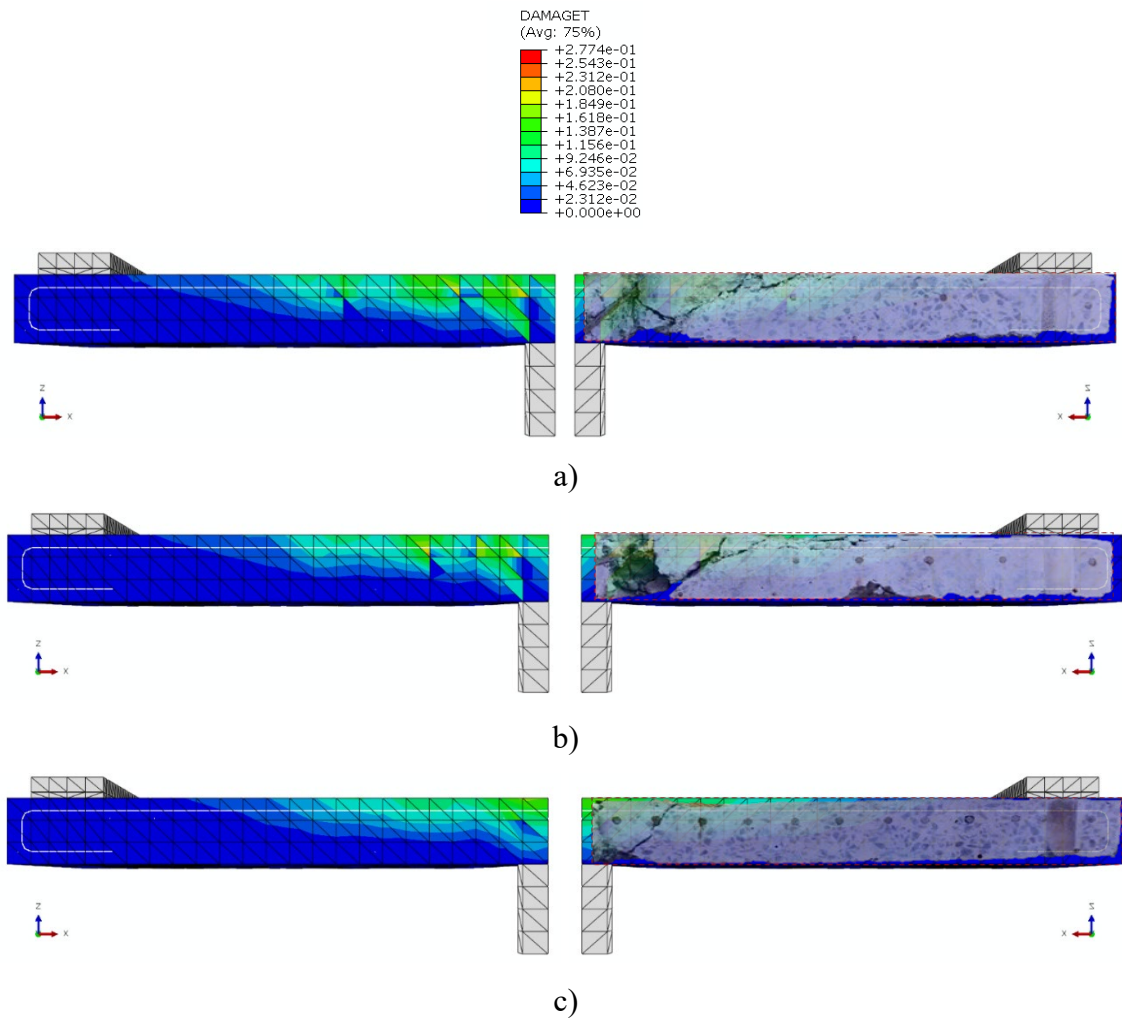 DAMAGET
(Avg: 75%)
+2.774e-01
+2.543e-01
+2.312e-01
+2.080e-01
+1.849e-01
+1.618e-01
+1.387e-01
+1.156e-01
+9.246e-02
+6.935e-02
+4.623e-02
+2.312e-02
+0.000e+00
Z
X
Z
X
a)
Z
X
Z
X
b)
Z
X
Z
X
c)